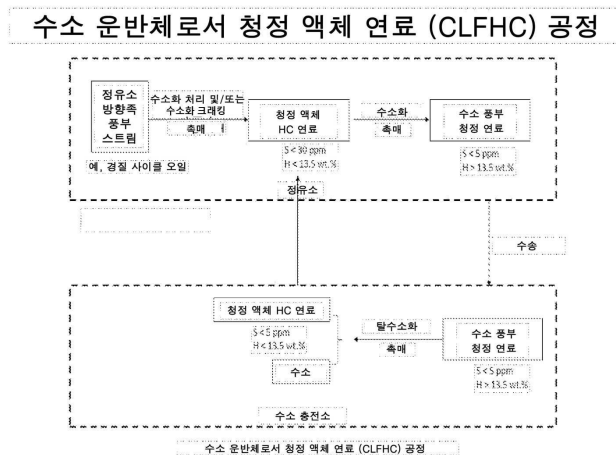 수소 운반체로서 청정 액체 연료 (CLFHC) 공정
정유소
방향족
풍부
스트림
수소화 처리 및/또는
수소화 크래킹
촉매
예, 경질 사이클 오일
청정 액체
HC 연료
S < 30 ppm
H < 13.5 wt.%
수소화
촉매
수소 풍부
청정 연료
S < 5 ppm
H > 13.5 wt.%
정유소
수송
청정 액체 HC 연료
S < 5 ppm
H < 13.5 wt.%
수소
탈수소화
촉매
수소 풍부
청정 연료
S < 5 ppm
H > 13.5 wt.%
수소 충전소
수소 운반체로서 청정 액체 연료 (CLFHC) 공정